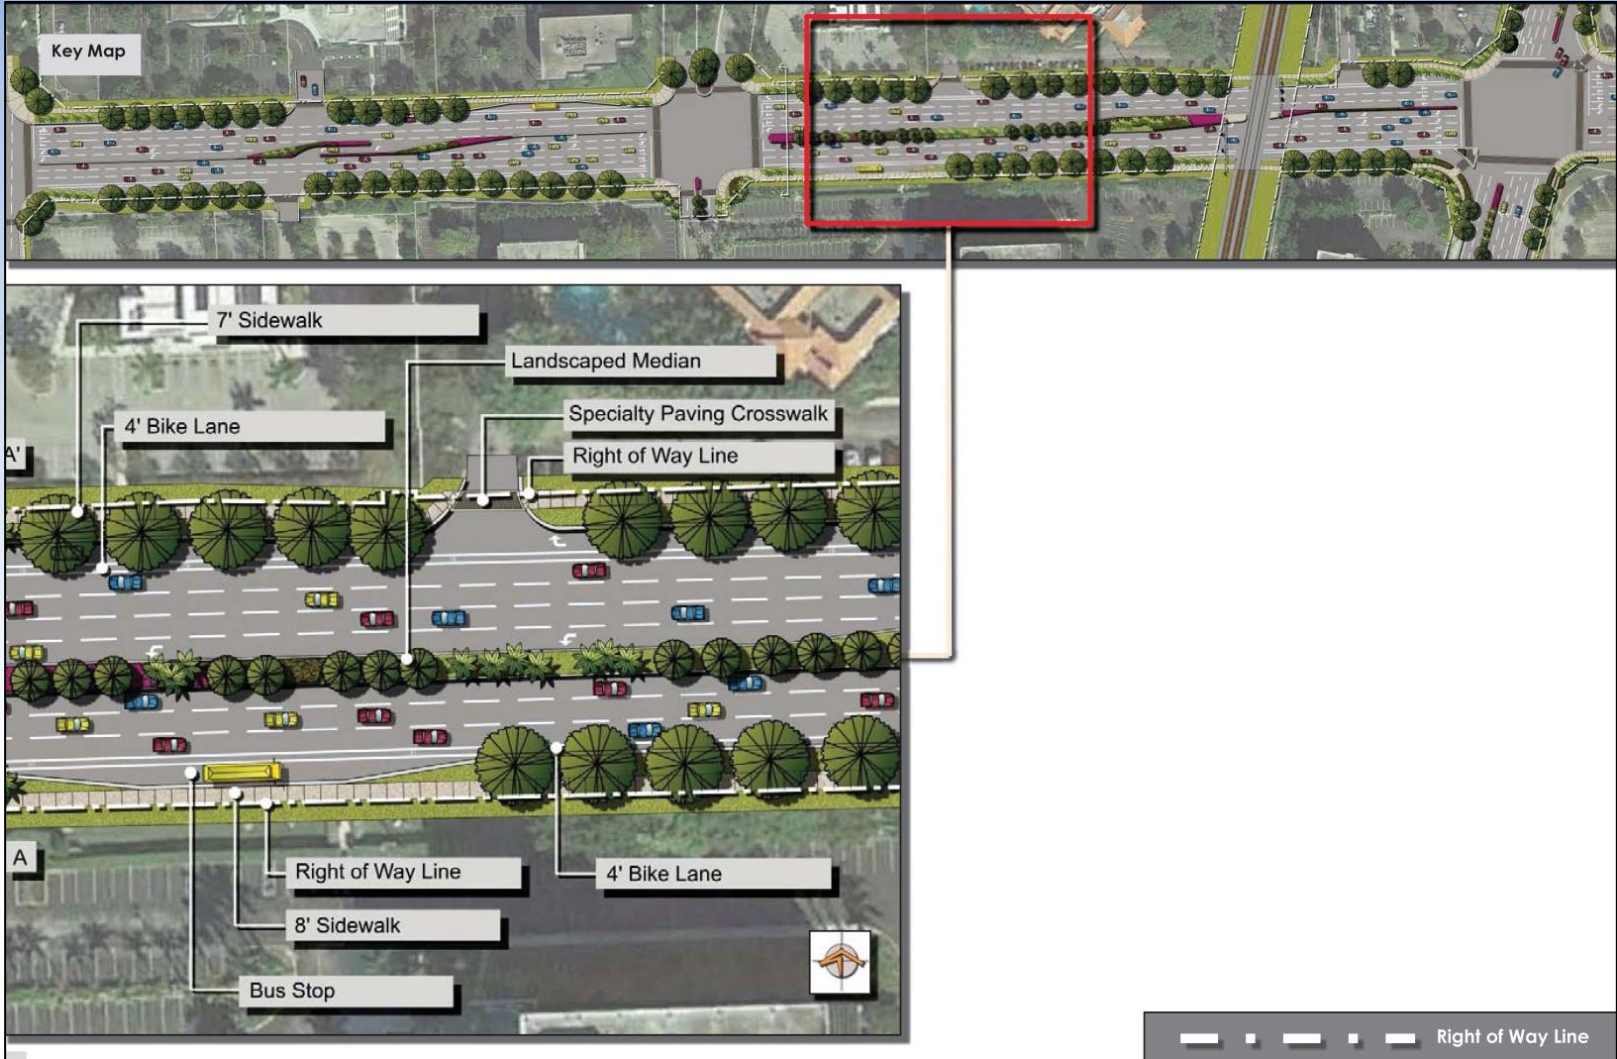 Key Map
7' Sidewalk
Landscaped Median
Specialty Paving Crosswalk
4' Bike Lane
Right of Way Line
A'
A
Right of Way Line
4' Bike Lane
8' Sidewalk
Bus Stop
Right of Way Line